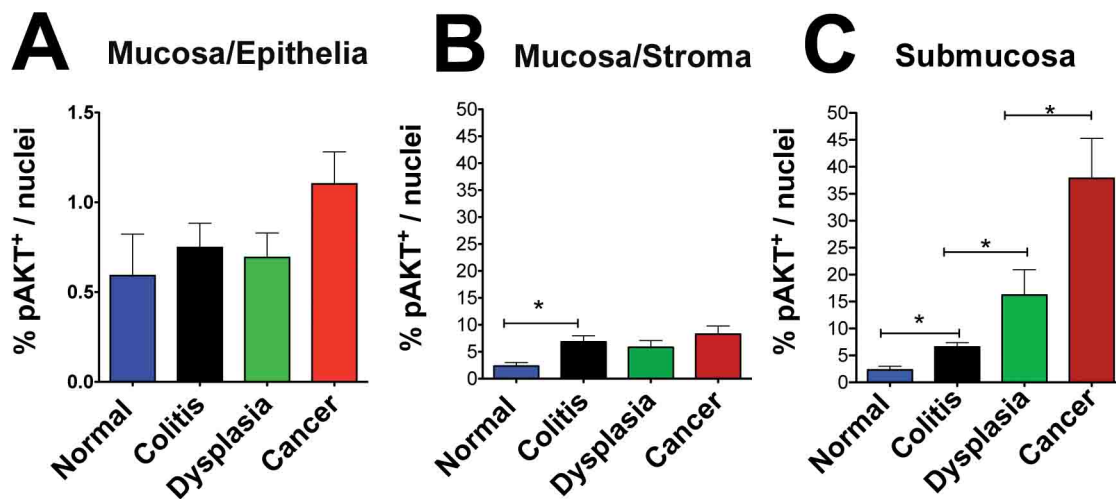 A Mucosa/Epithelia
% pAKT+ / nuclei
1.5
1.0
0.5
0.0
Normal
Colitis
Dysplasia
Cancer
B Mucosa/Stroma
% pAKT+ / nuclei
50
45
40
35
30
25
20
15
10
5
0
*
Normal
Colitis
Dysplasia
Cancer
C Submucosa
% pAKT+ / nuclei
50
45
40
35
30
25
20
15
10
5
0
*
*
*
Normal
Colitis
Dysplasia
Cancer